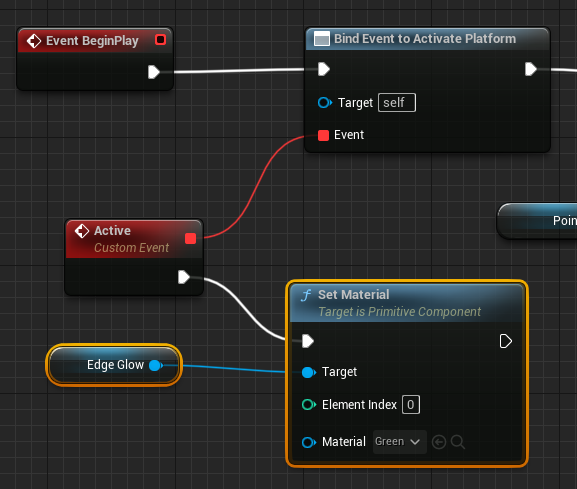 Event BeginPlay
Bind Event to Activate Platform
Target self
Event
Active
Custom Event
Poin
Set Material
Target is Primitive Component
Edge Glow
Target
Element Index 0
Material Green